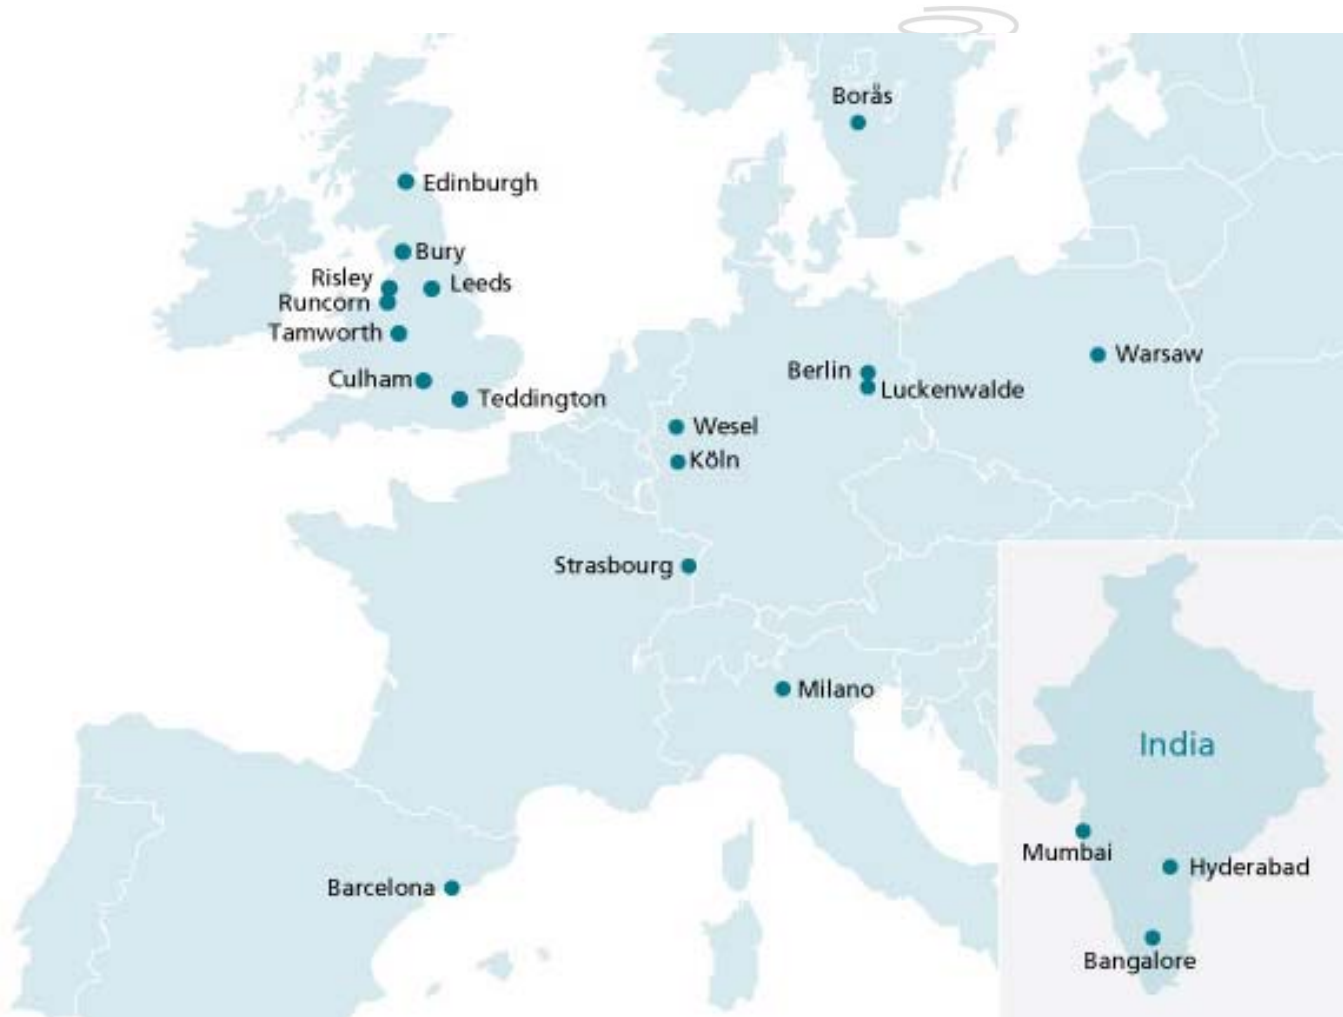 Borås
Edinburgh
Bury
Risley
Leeds
Runcorn
Tamworth
Warsaw
Berlin
Culham
Luckenwalde
Teddington
Wesel
Köln
Strasbourg
Milano
India
Mumbai
Hyderabad
Barcelona
Bangalore